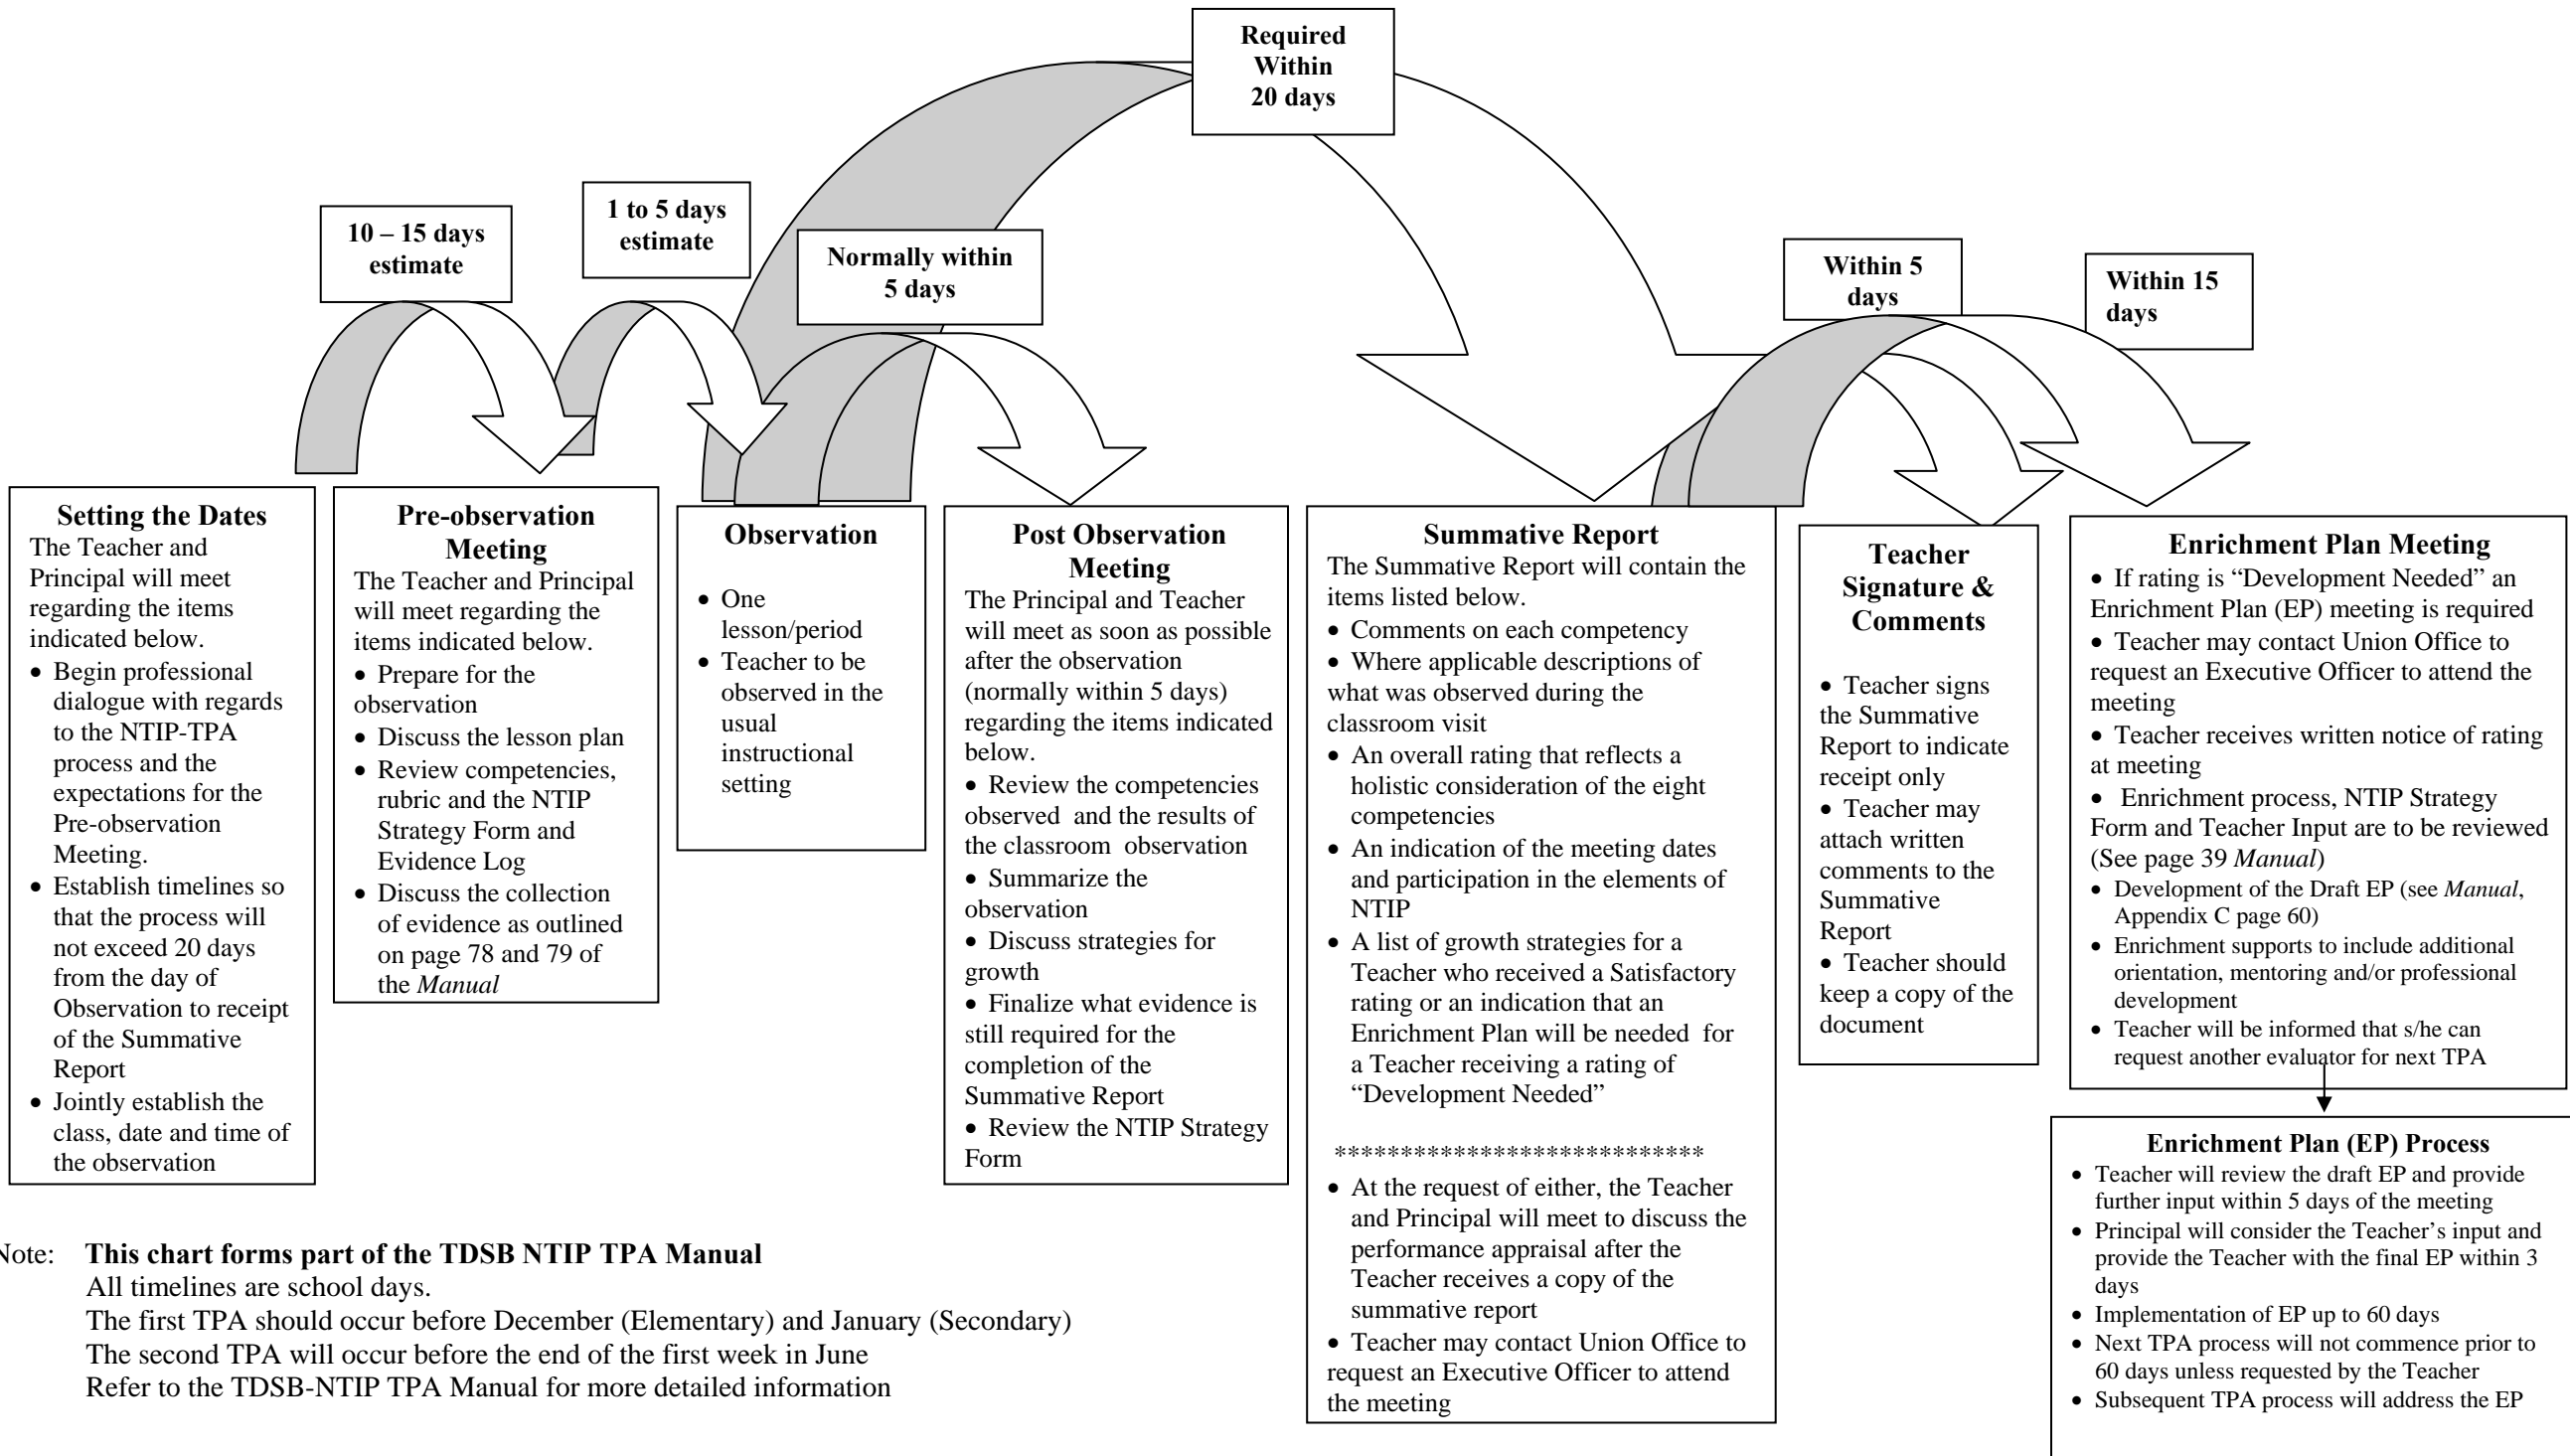 Required
Within
20 days
10 – 15 days
estimate
1 to 5 days
estimate
Normally within
5 days
Within 5
days
Within 15
days
Setting the Dates
The Teacher and
Principal will meet
regarding the items
indicated below.
• Begin professional
dialogue with regards
to the NTIP-TPA
process and the
expectations for the
Pre-observation
Meeting.
• Establish timelines so
that the process will
not exceed 20 days
from the day of
Observation to receipt
of the Summative
Report
• Jointly establish the
class, date and time of
the observation
Pre-observation
Meeting
The Teacher and Principal
will meet regarding the
items indicated below.
• Prepare for the
observation
• Discuss the lesson plan
• Review competencies,
rubric and the NTIP
Strategy Form and
Evidence Log
• Discuss the collection
of evidence as outlined
on page 78 and 79 of
the Manual
Observation
• One
lesson/period
• Teacher to be
observed in the
usual
instructional
setting
Post Observation
Meeting
The Principal and Teacher
will meet as soon as possible
after the observation
(normally within 5 days)
regarding the items indicated
below.
• Review the competencies
observed and the results of
the classroom observation
• Summarize the
observation
• Discuss strategies for
growth
• Finalize what evidence is
still required for the
completion of the
Summative Report
• Review the NTIP Strategy
Form
Summative Report
The Summative Report will contain the
items listed below.
• Comments on each competency
• Where applicable descriptions of
what was observed during the
classroom visit
• An overall rating that reflects a
holistic consideration of the eight
competencies
• An indication of the meeting dates
and participation in the elements of
NTIP
• A list of growth strategies for a
Teacher who received a Satisfactory
rating or an indication that an
Enrichment Plan will be needed for
a Teacher receiving a rating of
“Development Needed”
****************************
• At the request of either, the Teacher
and Principal will meet to discuss the
performance appraisal after the
Teacher receives a copy of the
summative report
• Teacher may contact Union Office to
request an Executive Officer to attend
the meeting
Teacher
Signature &
Comments
• Teacher signs
the Summative
Report to indicate
receipt only
• Teacher may
attach written
comments to the
Summative
Report
• Teacher should
keep a copy of the
document
Enrichment Plan Meeting
• If rating is “Development Needed” an
Enrichment Plan (EP) meeting is required
• Teacher may contact Union Office to
request an Executive Officer to attend the
meeting
• Teacher receives written notice of rating
at meeting
• Enrichment process, NTIP Strategy
Form and Teacher Input are to be reviewed
(See page 39 Manual)
• Development of the Draft EP (see Manual,
Appendix C page 60)
• Enrichment supports to include additional
orientation, mentoring and/or professional
development
• Teacher will be informed that s/he can
request another evaluator for next TPA
Enrichment Plan (EP) Process
• Teacher will review the draft EP and provide
further input within 5 days of the meeting
• Principal will consider the Teacher’s input and
provide the Teacher with the final EP within 3
days
• Implementation of EP up to 60 days
• Next TPA process will not commence prior to
60 days unless requested by the Teacher
• Subsequent TPA process will address the EP
Note: This chart forms part of the TDSB NTIP TPA Manual
All timelines are school days.
The first TPA should occur before December (Elementary) and January (Secondary)
The second TPA will occur before the end of the first week in June
Refer to the TDSB-NTIP TPA Manual for more detailed information